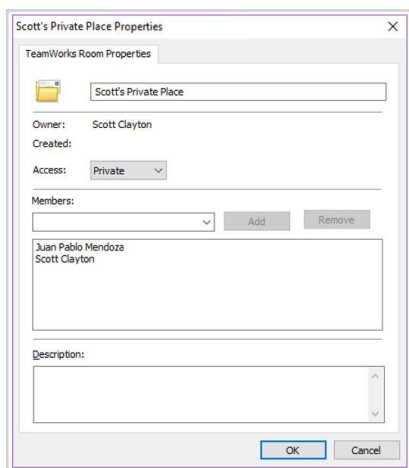 Scott's Private Place Properties
TeamWorks Room Properties
Scott's Private Place
Owner: Scott Clayton
Created:
Access: Private
Members:
Add Remove
Juan Pablo Mendoza
Scott Clayton
Description:
OK Cancel